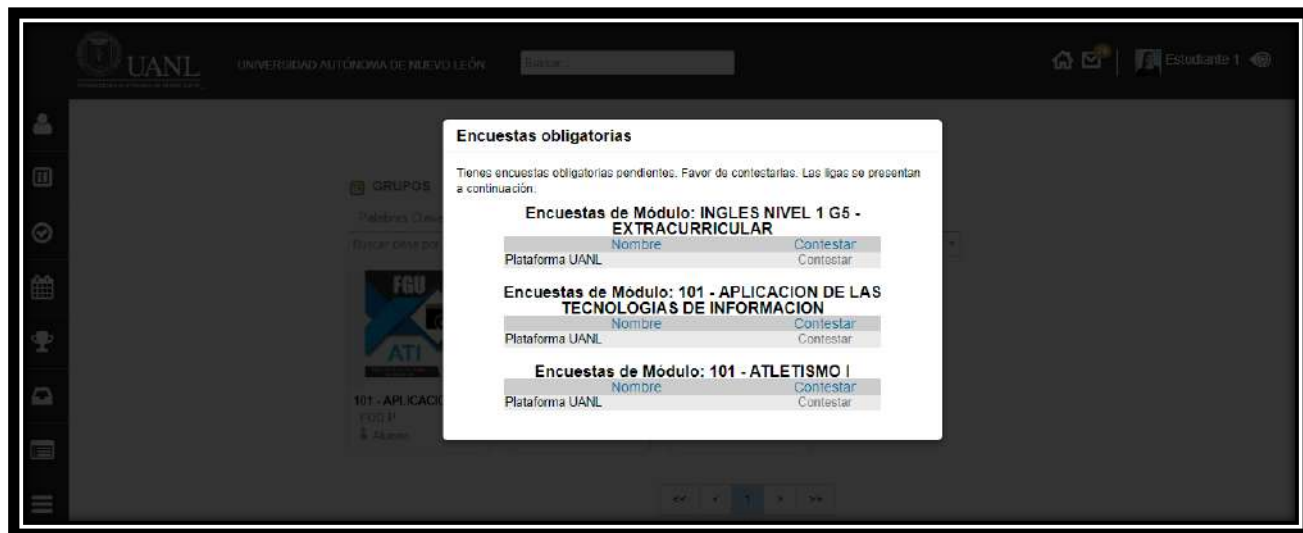 UANL
UNIVERSIDAD AUTÓNOMA DE NUEVO LEÓN
Buscar...
Estudiante 1
Encuestas obligatorias
Tienes encuestas obligatorias pendientes. Favor de contestarlas. Las ligas se presentan
a continuación:
GRUPOS
Encuestas de Módulo: INGLES NIVEL 1 G5 -
EXTRACURRICULAR
Nombre Contestar
Plataforma UANL Contestar
Encuestas de Módulo: 101 - APLICACION DE LAS
TECNOLOGIAS DE INFORMACION
Nombre Contestar
Plataforma UANL Contestar
Encuestas de Módulo: 101 - ATLETISMO I
Nombre Contestar
Plataforma UANL Contestar
FGU
ATI
101 - APLICACIO
Alumno
<< < 1 > >>